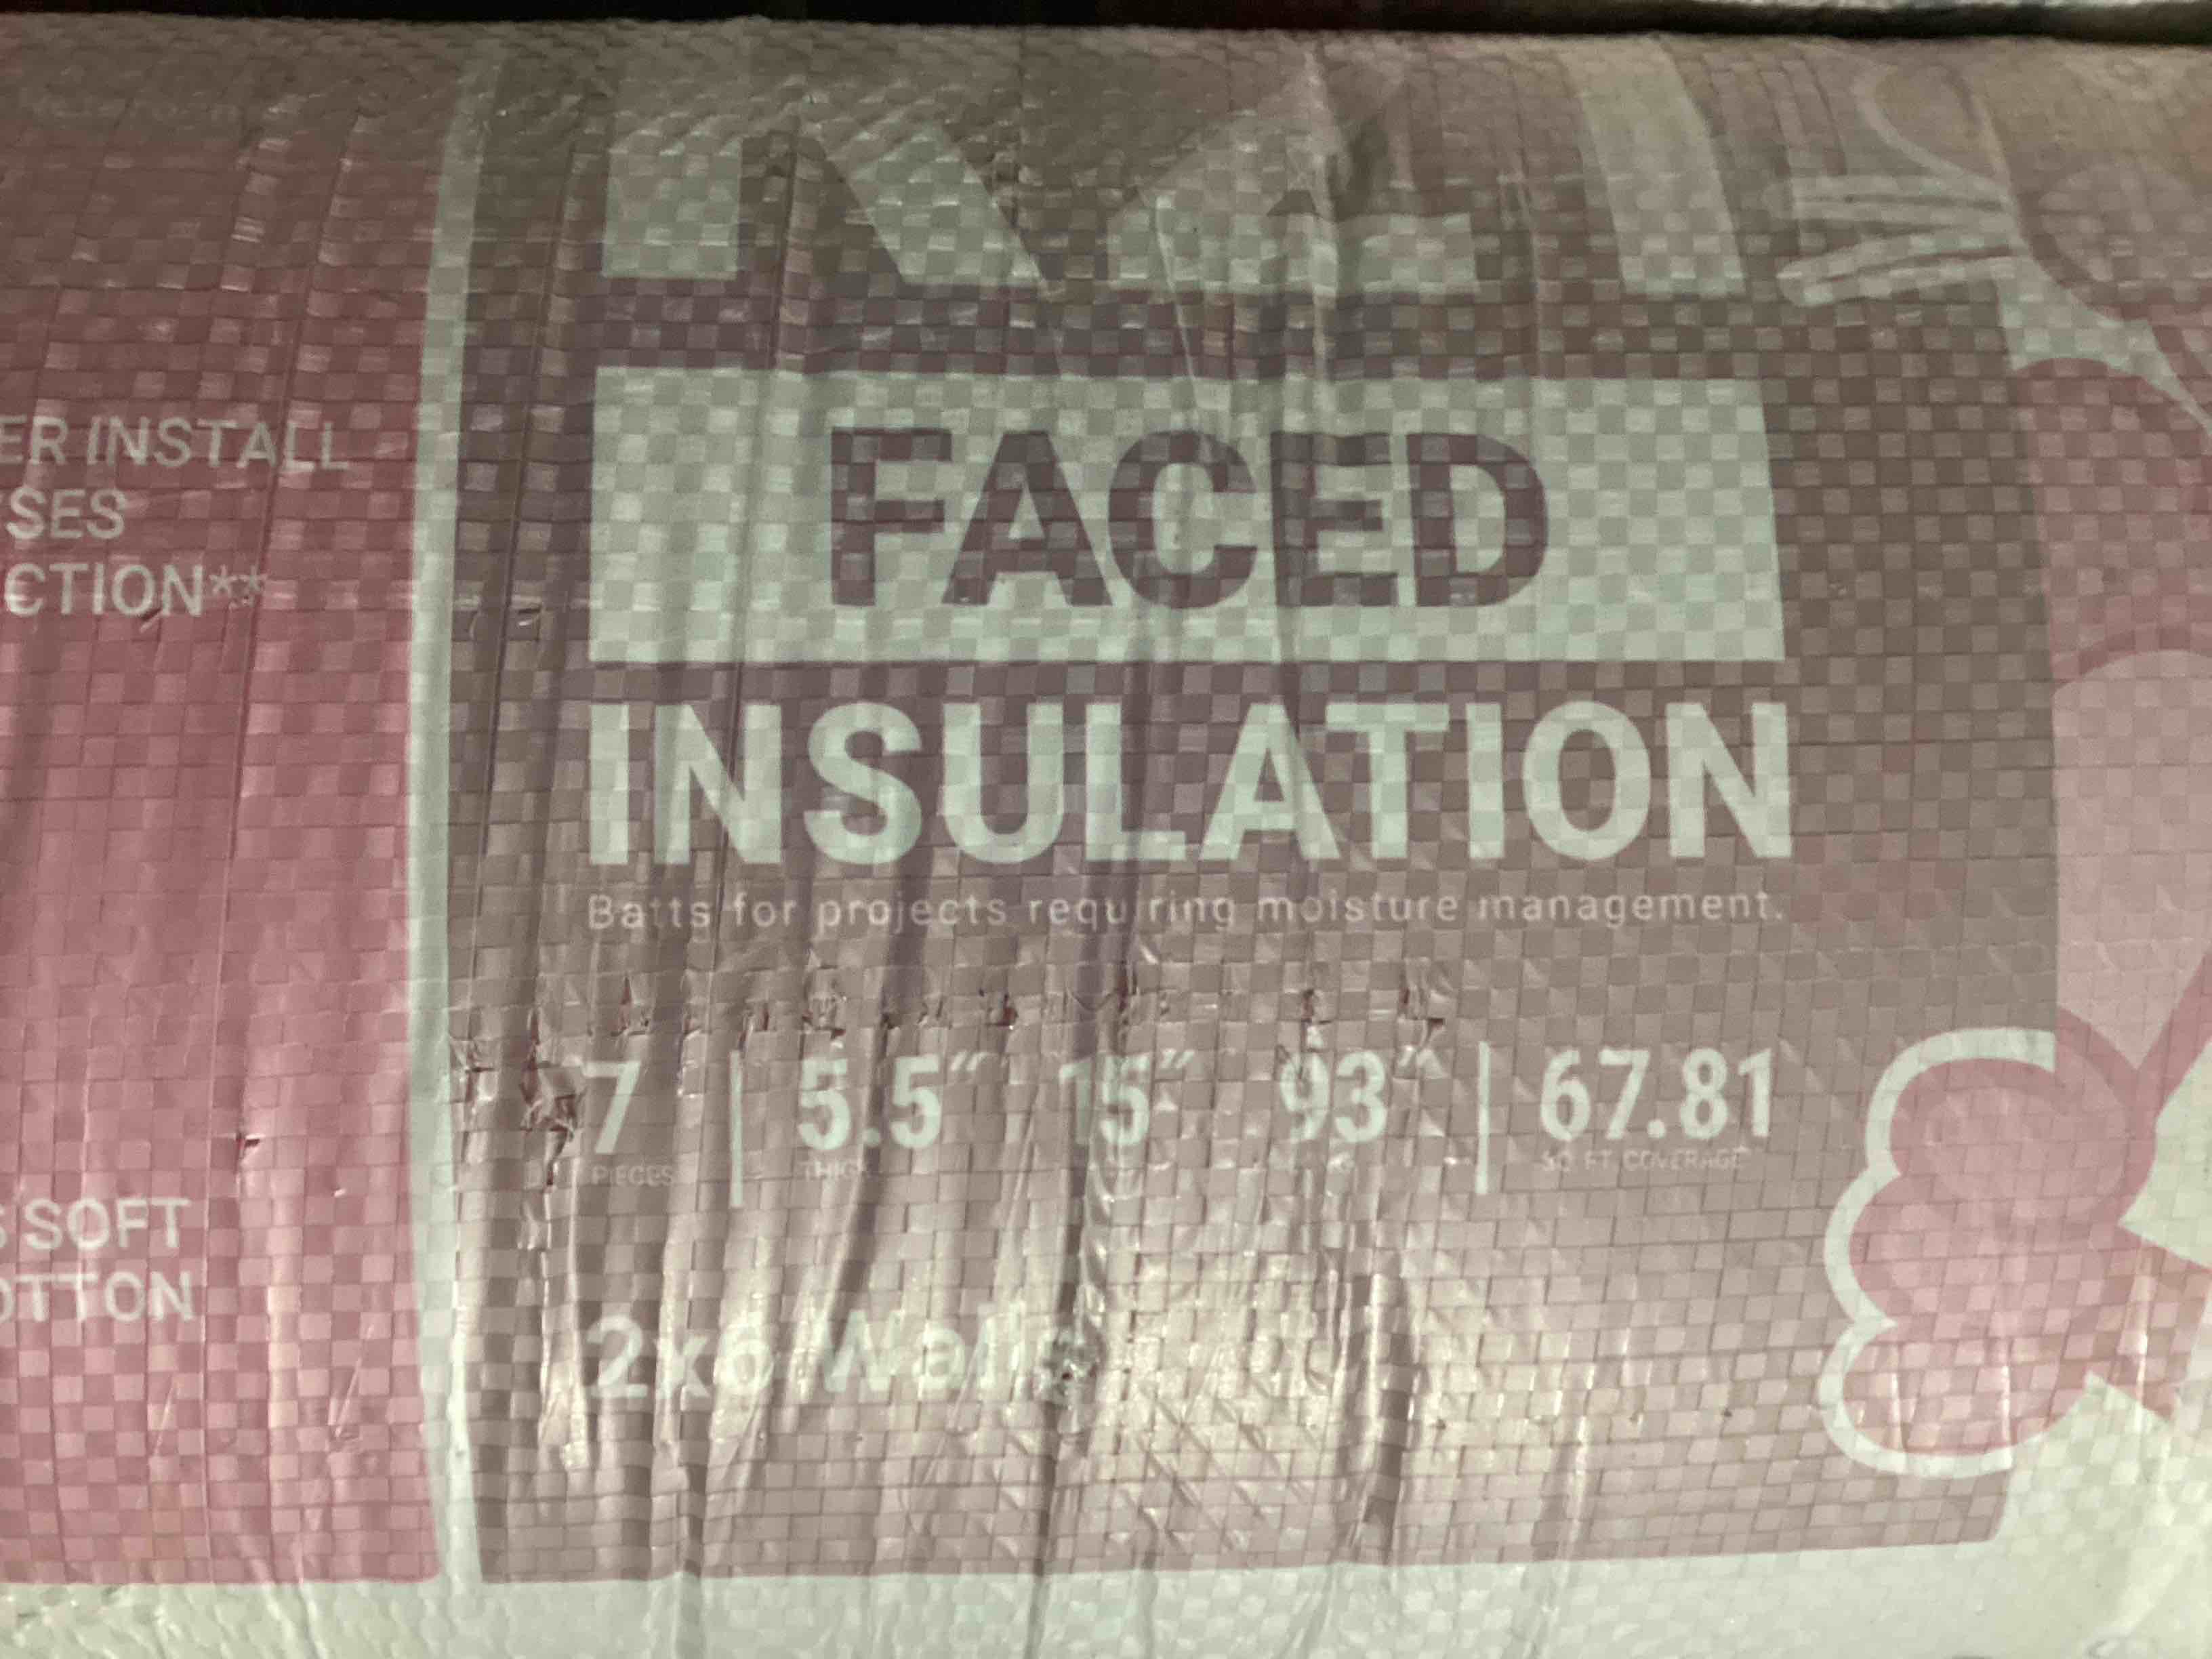 FACED
INSULATION
Batts for projects requiring moisture management.
7 | 5.5" 15" 93" | 67.81
PIECES THICK SQ FT COVERAGE
2x6 Walls
ER INSTALL
SES
CTION**
SOFT
OTTON